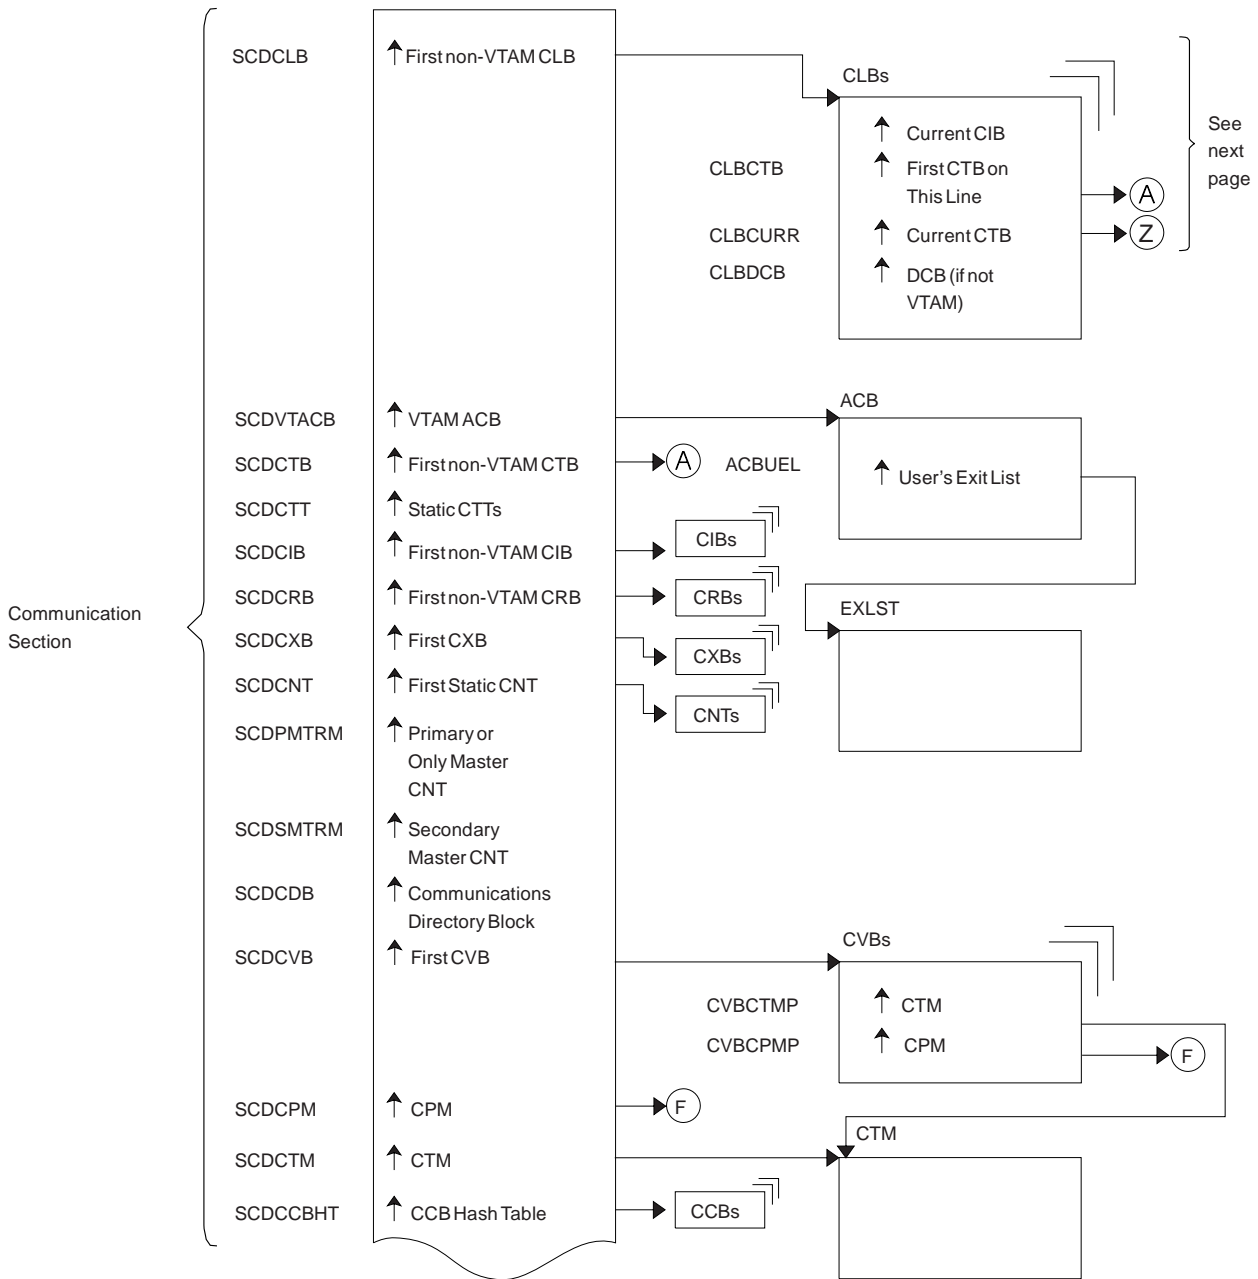 SCDCLB
First non-VTAM CLB
CLBs
Current CIB
CLBCTB
First CTB on
This Line
A
CLBCURR
Current CTB
Z
CLBDCB
DCB (if not
VTAM)
See
next
page
SCDVTACB
VTAM ACB
ACB
SCDCTB
First non-VTAM CTB
A
ACBUEL
User's Exit List
SCDCTT
Static CTTs
SCDCIB
First non-VTAM CIB
CIBs
SCDCRB
First non-VTAM CRB
CRBs
EXLST
Communication
Section
SCDCXB
First CXB
CXBs
SCDCNT
First Static CNT
CNTs
SCDPMTRM
Primary or
Only Master
CNT
SCDSMTRM
Secondary
Master CNT
SCDCDB
Communications
Directory Block
SCDCVB
First CVB
CVBs
CVBCTMP
CTM
CVBCPMP
CPM
F
SCDCPM
CPM
F
CTM
SCDCTM
CTM
SCDCCBHT
CCB Hash Table
CCBs